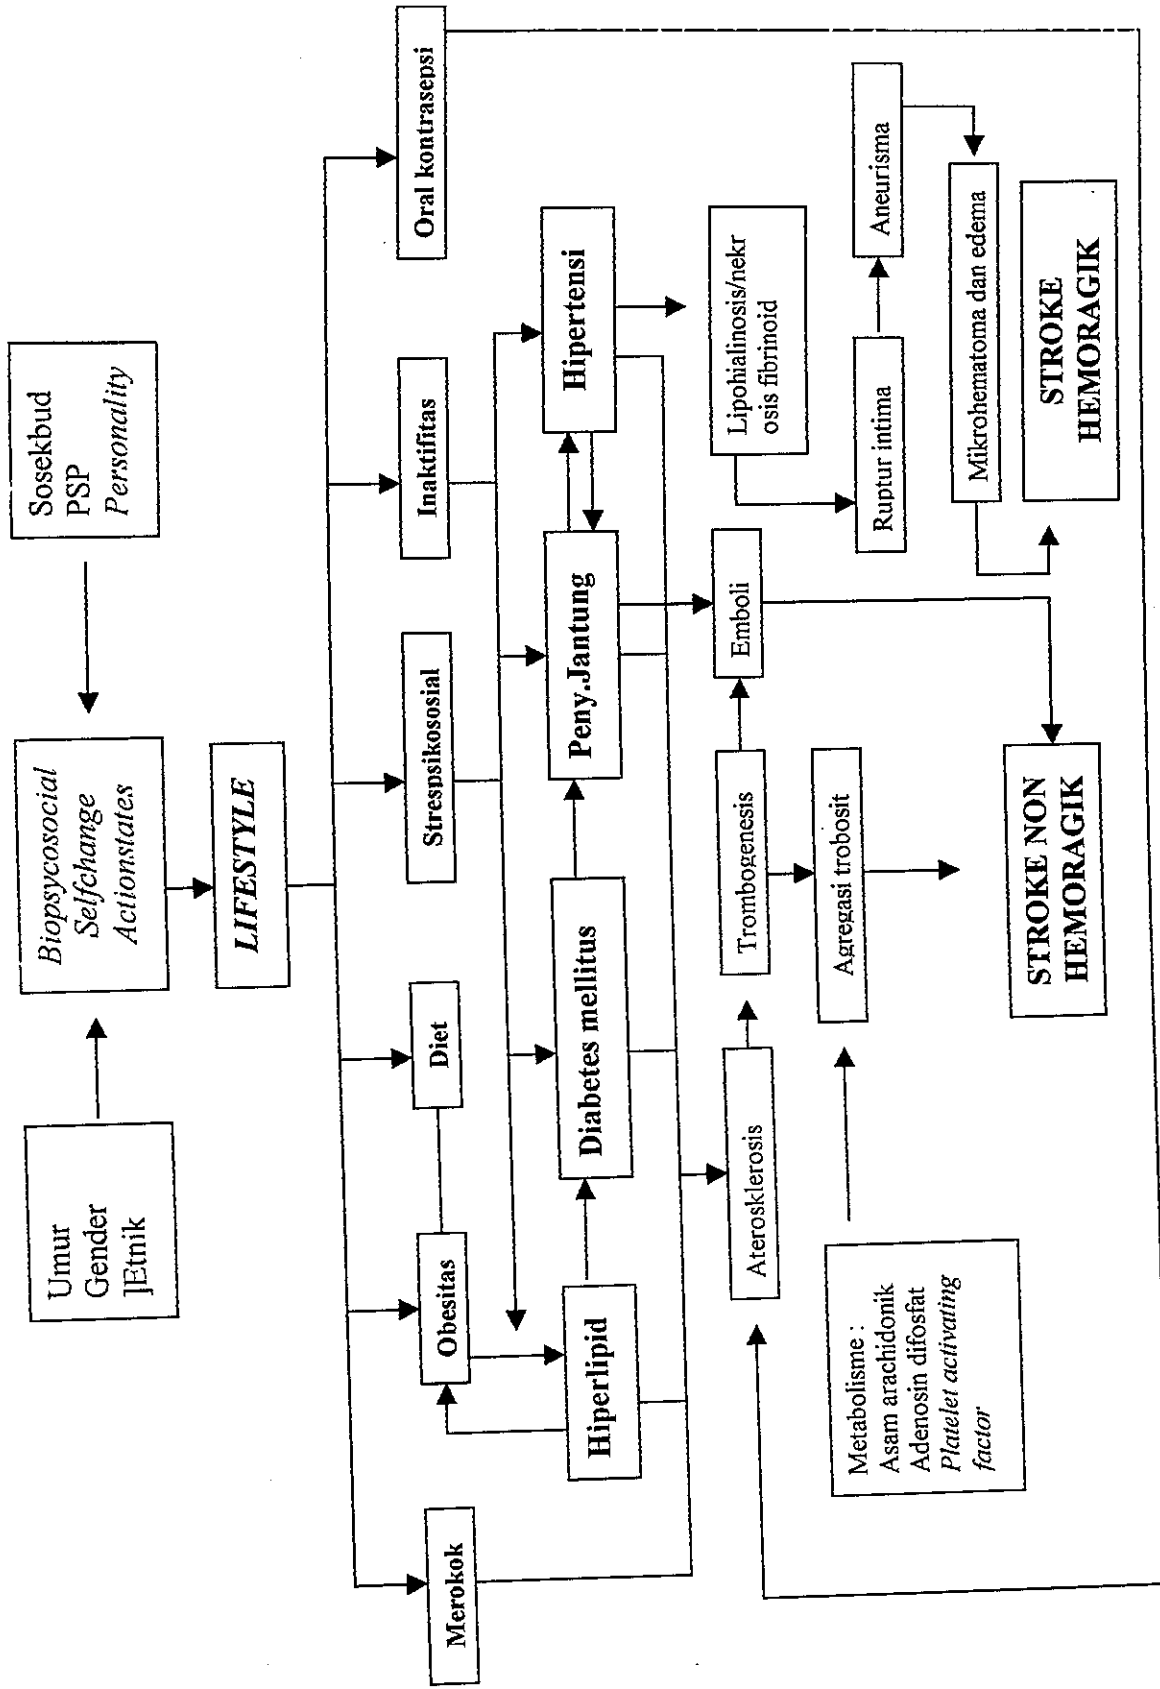 Umur
Gender
]Etnik
Biopsycosocial
Selfchange
Actionstates
Sosekbud
PSP
Personality
LIFESTYLE
Merokok
Obesitas
Diet
Strespsikososial
Inaktifitas
Oral kontrasepsi
Hiperlipid
Diabetes mellitus
Peny.Jantung
Hipertensi
Aterosklerosis
Trombogenesis
Emboli
Lipohialinosis/nekr
osis fibrinoid
Metabolisme :
Asam arachidonik
Adenosin difosfat
Platelet activating
factor
Agregasi trobosit
Ruptur intima
Aneurisma
Mikrohematoma dan edema
STROKE NON
HEMORAGIK
STROKE
HEMORAGIK